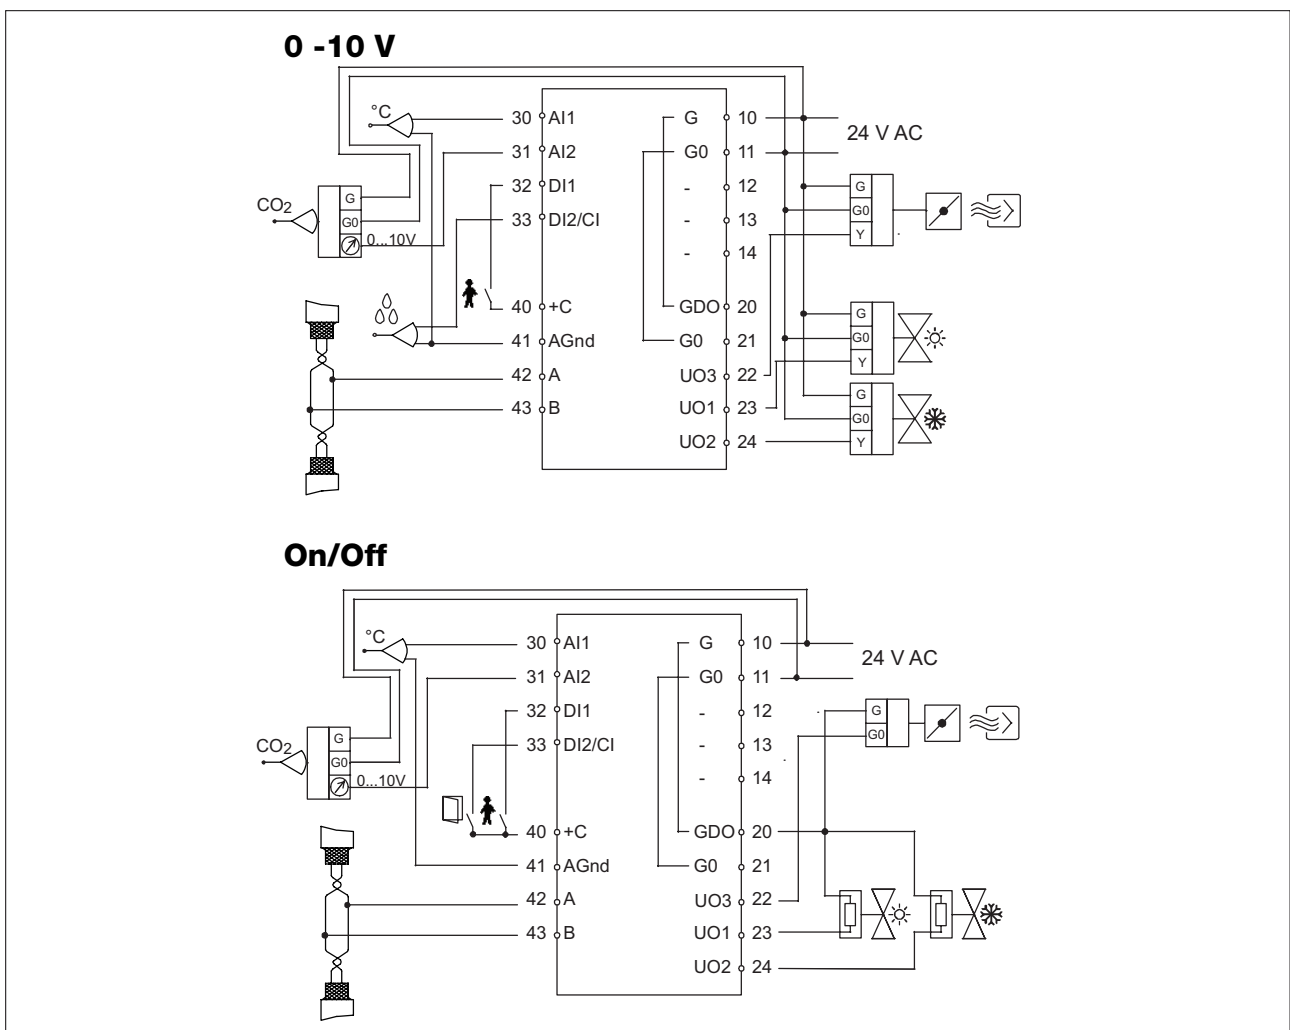 0 -10 V
°C
30 AI1
31 AI2
32 DI1
33 DI2/CI
40 +C
41 AGnd
42 A
43 B
G 10
G0 11
- 12
- 13
- 14
GDO 20
G0 21
UO3 22
UO1 23
UO2 24
24 V AC
CO2
G
G0
0...10V
G
G0
Y
G
G0
Y
G
G0
Y
On/Off
°C
30 AI1
31 AI2
32 DI1
33 DI2/CI
40 +C
41 AGnd
42 A
43 B
G 10
G0 11
- 12
- 13
- 14
GDO 20
G0 21
UO3 22
UO1 23
UO2 24
24 V AC
CO2
G
G0
0...10V
G
G0